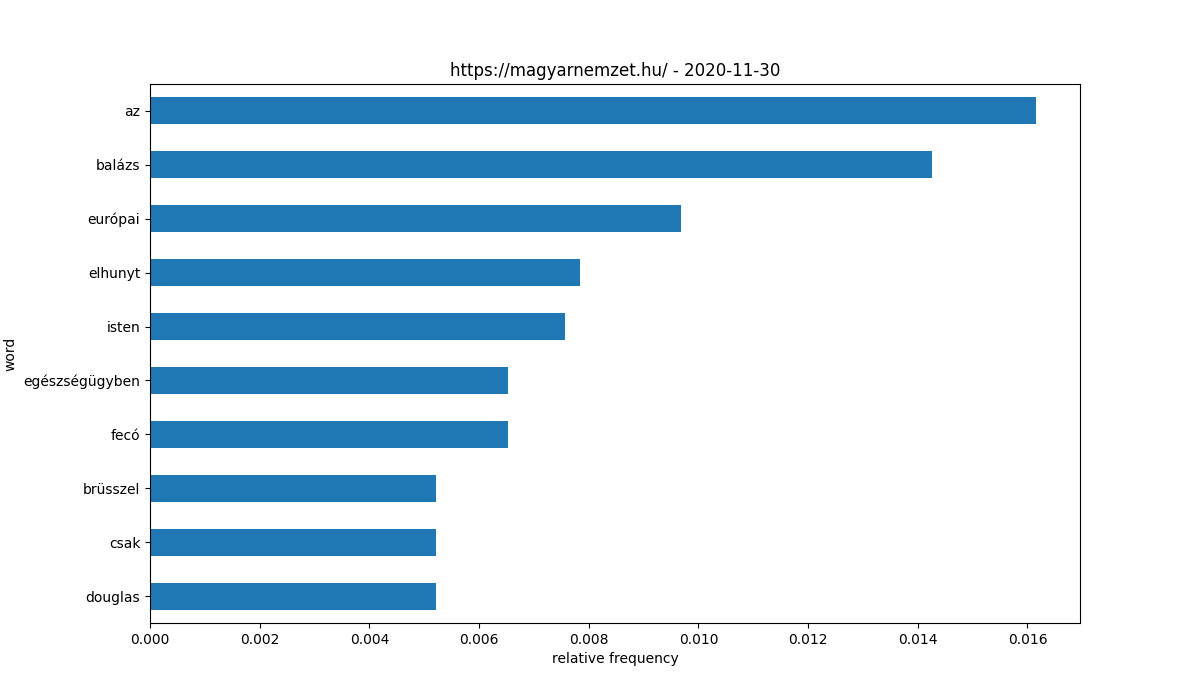 https://magyarnemzet.hu/ - 2020-11-30
az
balázs
európai
elhunyt
isten
egészségügyben
fecó
brüsszel
csak
douglas
word
0.000 0.002 0.004 0.006 0.008 0.010 0.012 0.014 0.016
relative frequency